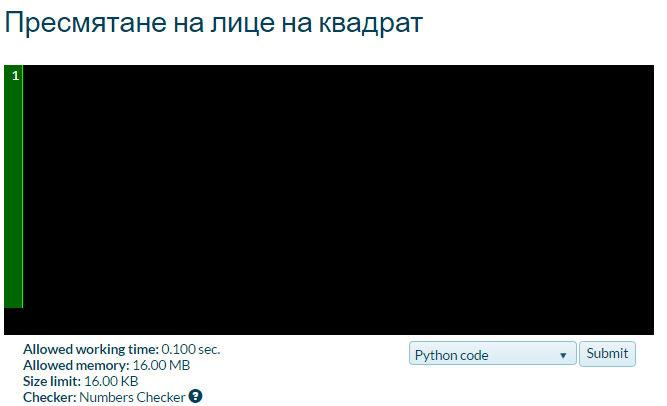 Пресмятане на лице на квадрат
1
Allowed working time: 0.100 sec.
Allowed memory: 16.00 MB
Size limit: 16.00 KB
Checker: Numbers Checker ?
Python code
Submit